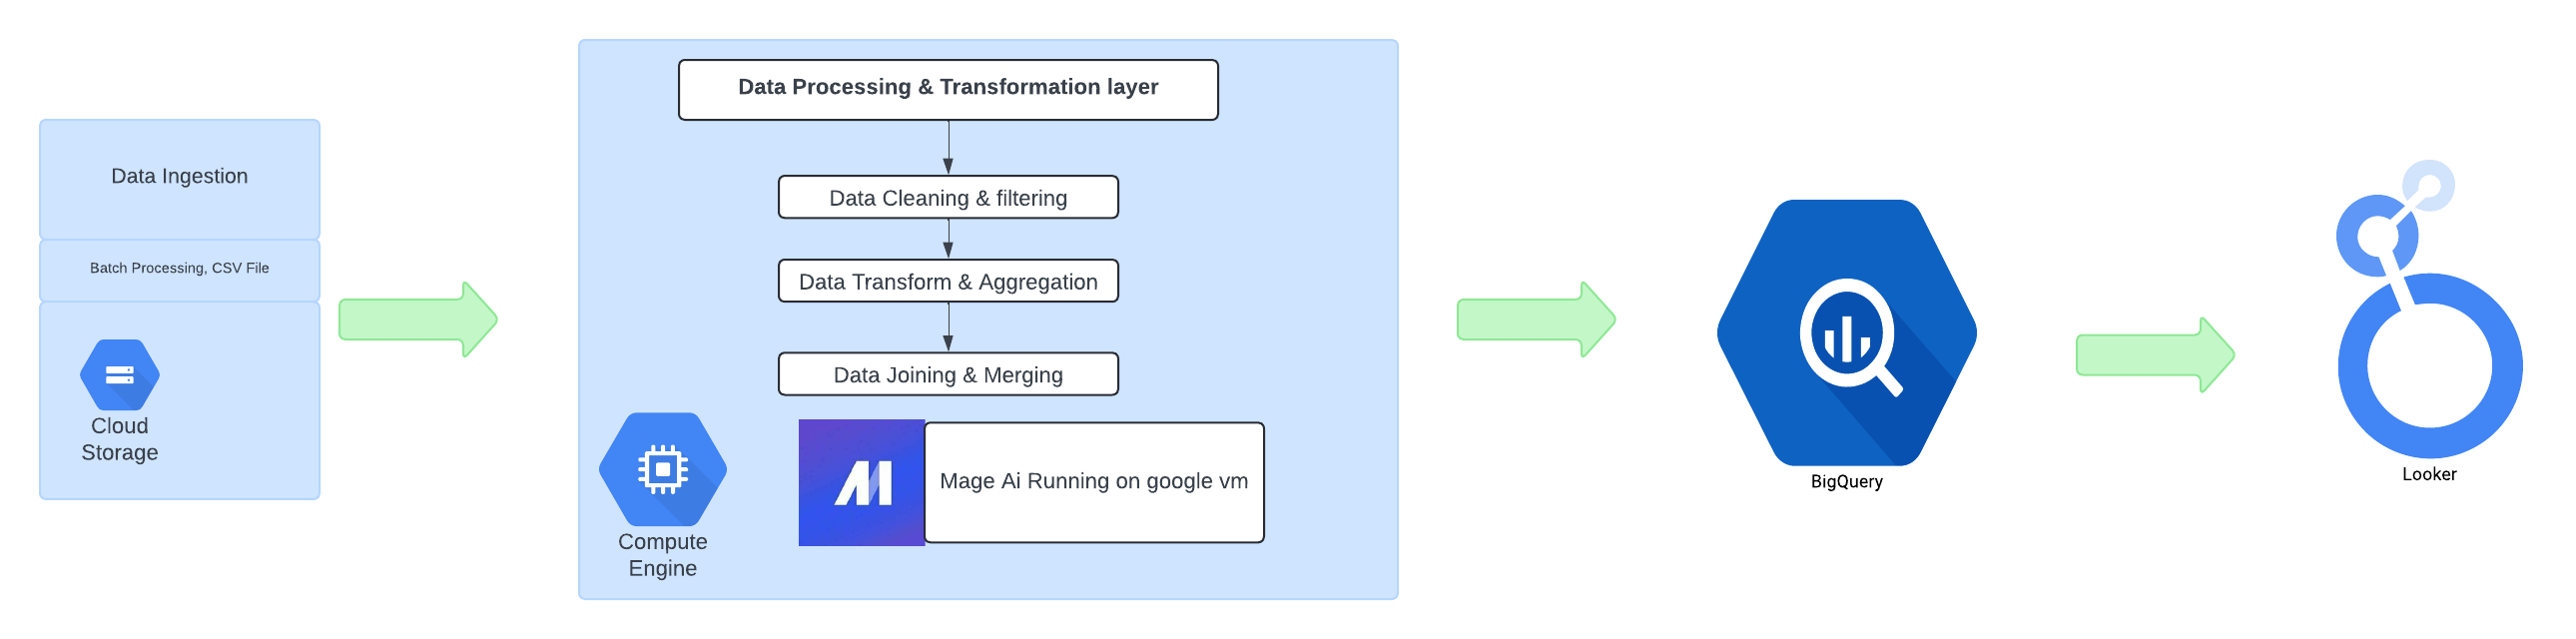 Data Ingestion
Batch Processing, CSV File
Cloud
Storage
Data Processing & Transformation layer
Data Cleaning & filtering
Data Transform & Aggregation
Data Joining & Merging
Compute
Engine
Mage Ai Running on google vm
BigQuery
Looker